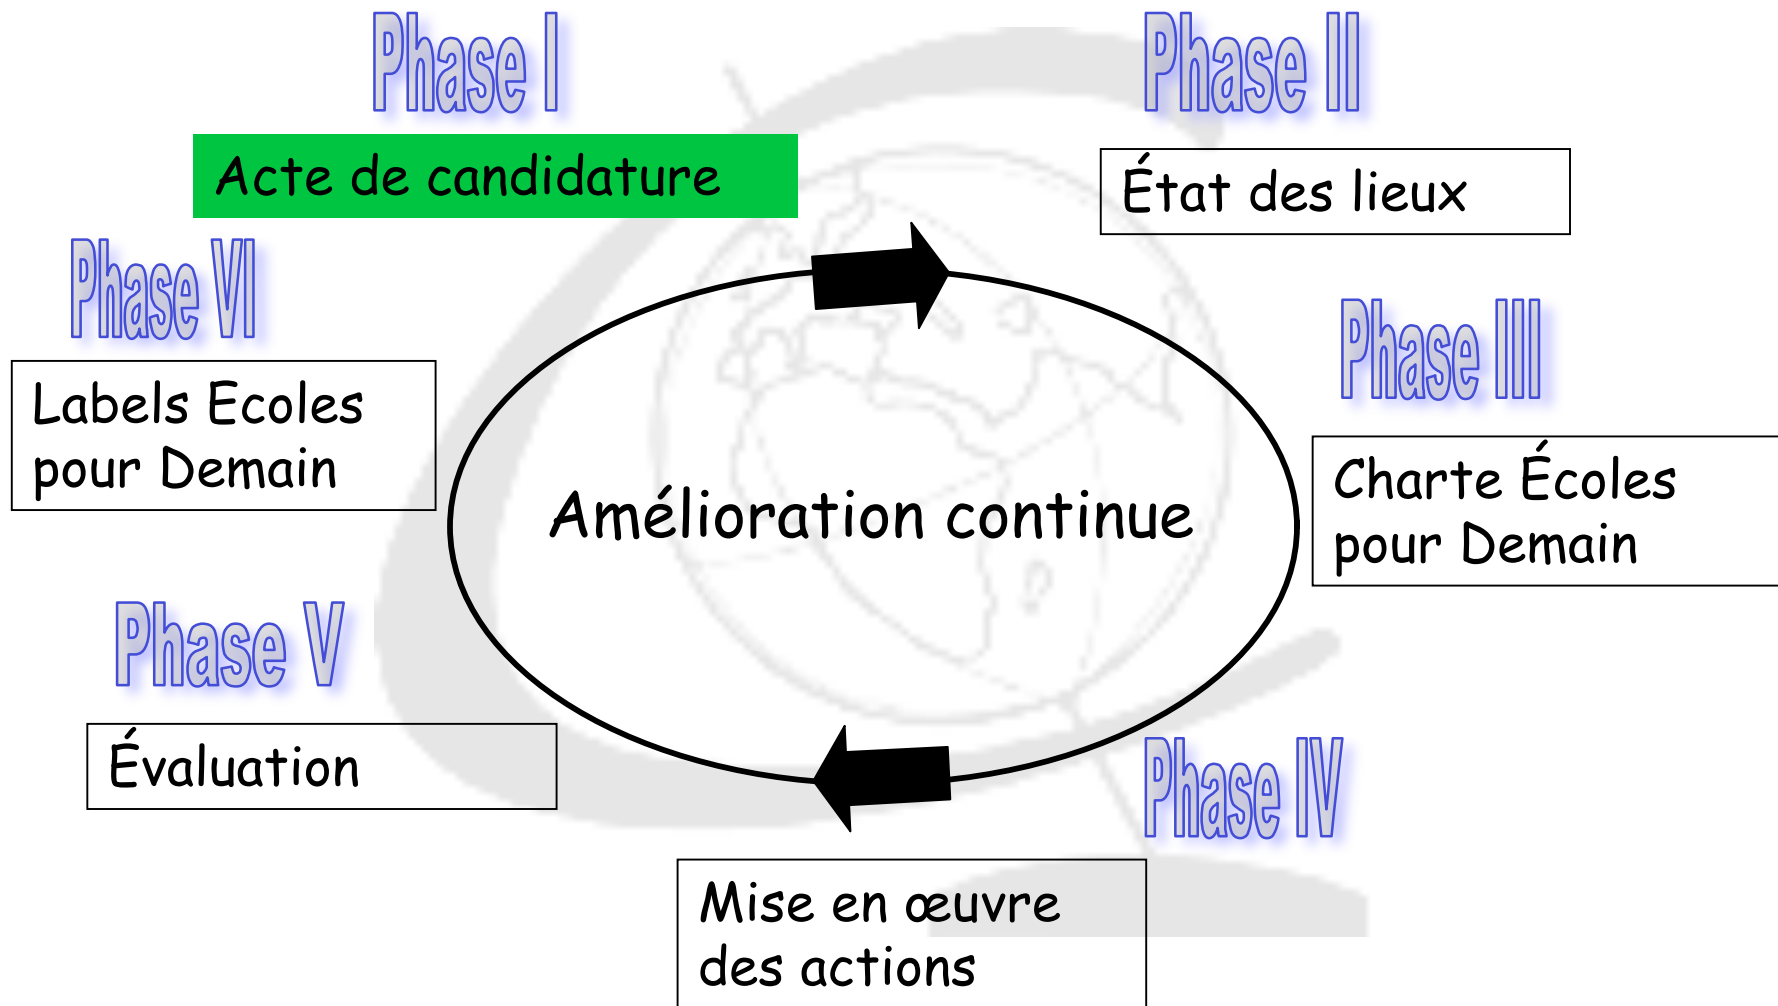 Phase I
Acte de candidature
Phase II
État des lieux
Phase III
Charte Écoles
pour Demain
Phase IV
Mise en œuvre
des actions
Phase V
Évaluation
Phase VI
Labels Ecoles
pour Demain
Amélioration continue